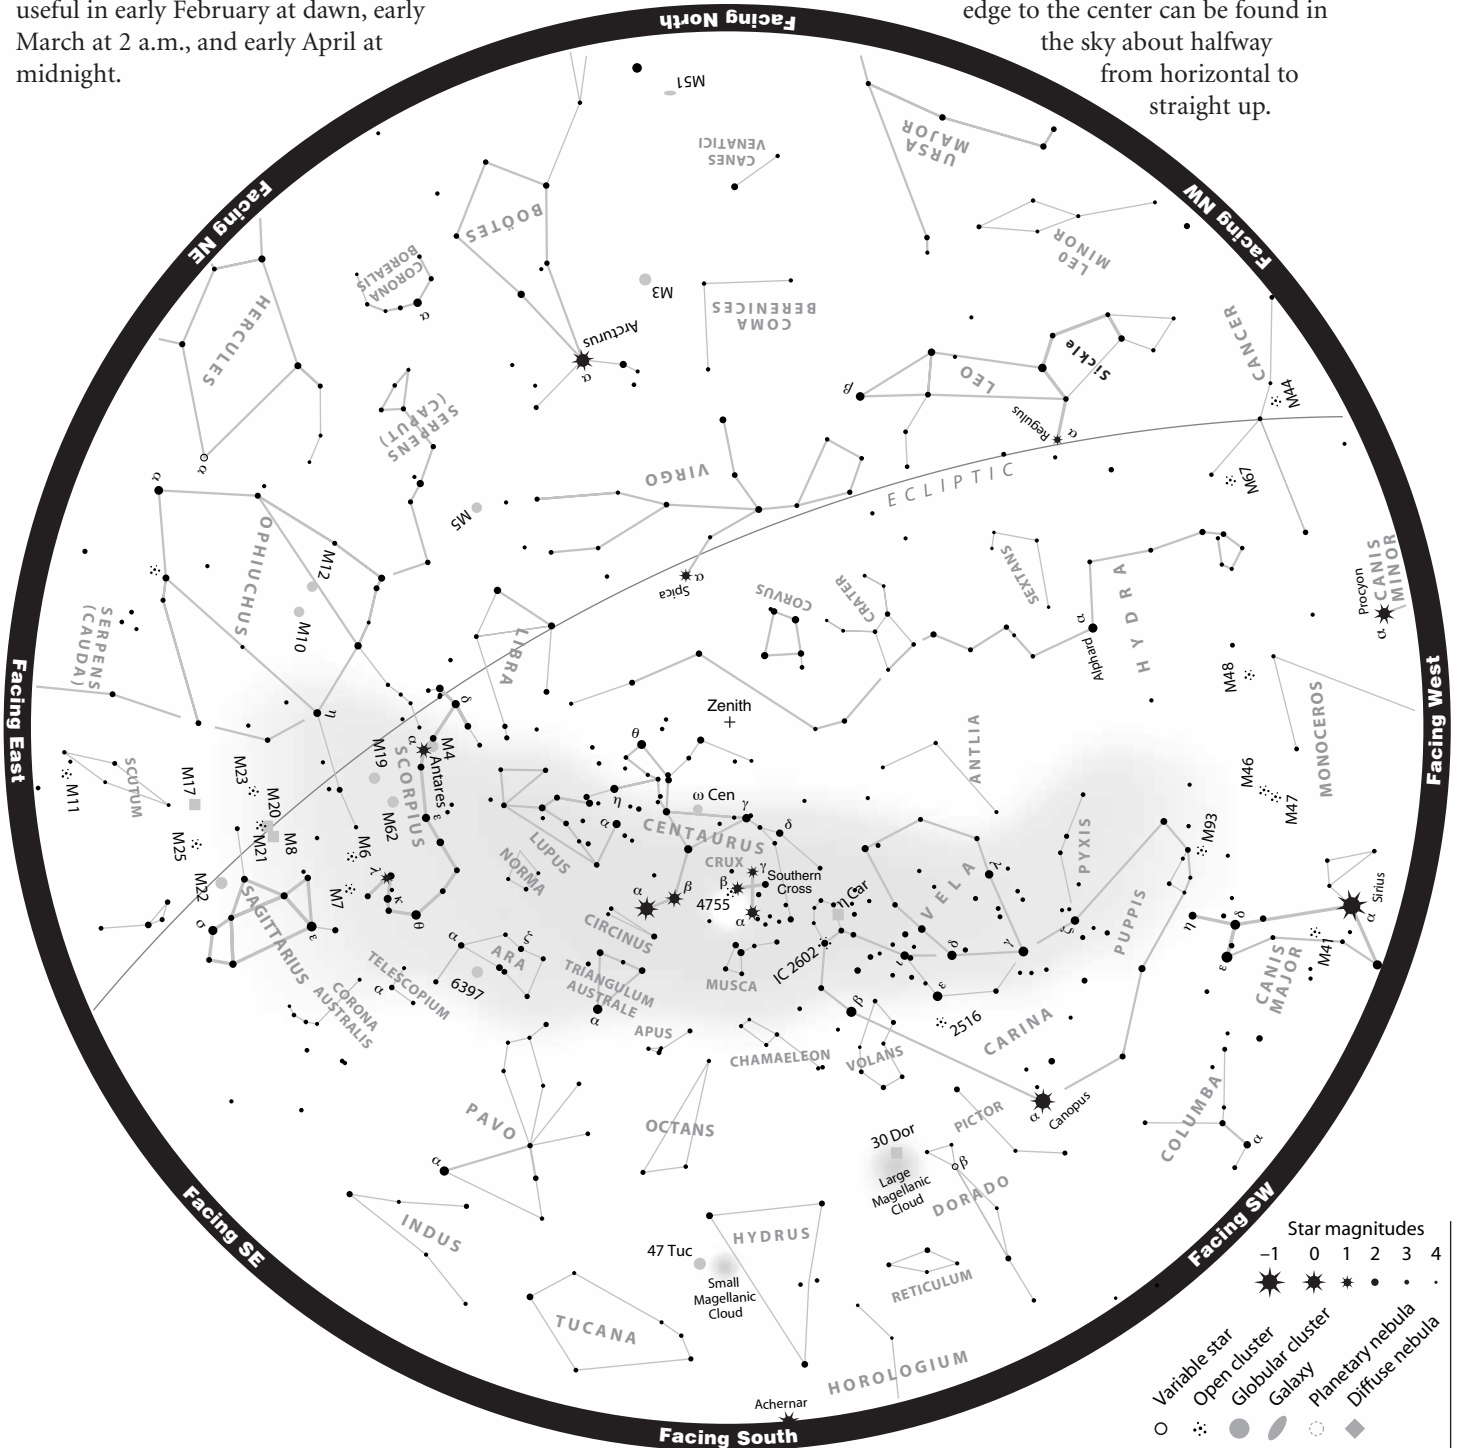 useful in early February at dawn, early
March at 2 a.m., and early April at
midnight.
edge to the center can be found in
the sky about halfway
from horizontal to
straight up.
Facing North
Facing NE
Facing NW
Facing East
Facing West
Facing SE
Facing SW
Facing South
M51
CANES
VENATICI
URSA
MAJOR
LEO
MINOR
BOÖTES
CORONA
BOREALIS
α
HERCULES
α
M3
COMA
BERENICES
Arcturus
α
SERPENS
(CAPUT)
LEO
Sickle
β
Regulus
α
CANCER
M44
M67
VIRGO
ECLIPTIC
M5
α
OPHIUCHUS
M12
M10
η
SERPENS
(CAUDA)
Spica
α
LIBRA
CORVUS
CRATER
SEXTANS
HYDRA
α
Alphard
Procyon
α
CANIS
MINOR
M48
MONOCEROS
M46
M47
Zenith
ANTLIA
δ
α
M4
Antares
SCORPIUS
ε
M19
M62
M6
λ
κ
θ
M7
SCUTUM
M11
M17
M23
M20
M21
M8
M25
M22
SAGITTARIUS
σ
ε
θ
η
α
ω Cen
γ
δ
CENTAURUS
LUPUS
NORMA
CRUX
γ
β
Southern
Cross
α
4755
α
β
η Car
VELA
λ
PYXIS
M93
PUPPIS
ζ
γ
δ
ι
ε
Sirius
α
η
δ
ε
M41
CANIS
MAJOR
CIRCINUS
ARA
α
ζ
6397
TELESCOPIUM
α
CORONA
AUSTRALIS
TRIANGULUM
AUSTRALE
α
MUSCA
IC 2602
β
2516
CARINA
APUS
CHAMAELEON
VOLANS
PAVO
α
OCTANS
PICTOR
Canopus
α
COLUMBA
α
30 Dor
Large
Magellanic
Cloud
β
DORADO
INDUS
47 Tuc
Small
Magellanic
Cloud
HYDRUS
RETICULUM
TUCANA
HOROLOGIUM
Achernar
Star magnitudes
–1 0 1 2 3 4
Variable star
Open cluster
Globular cluster
Galaxy
Planetary nebula
Diffuse nebula